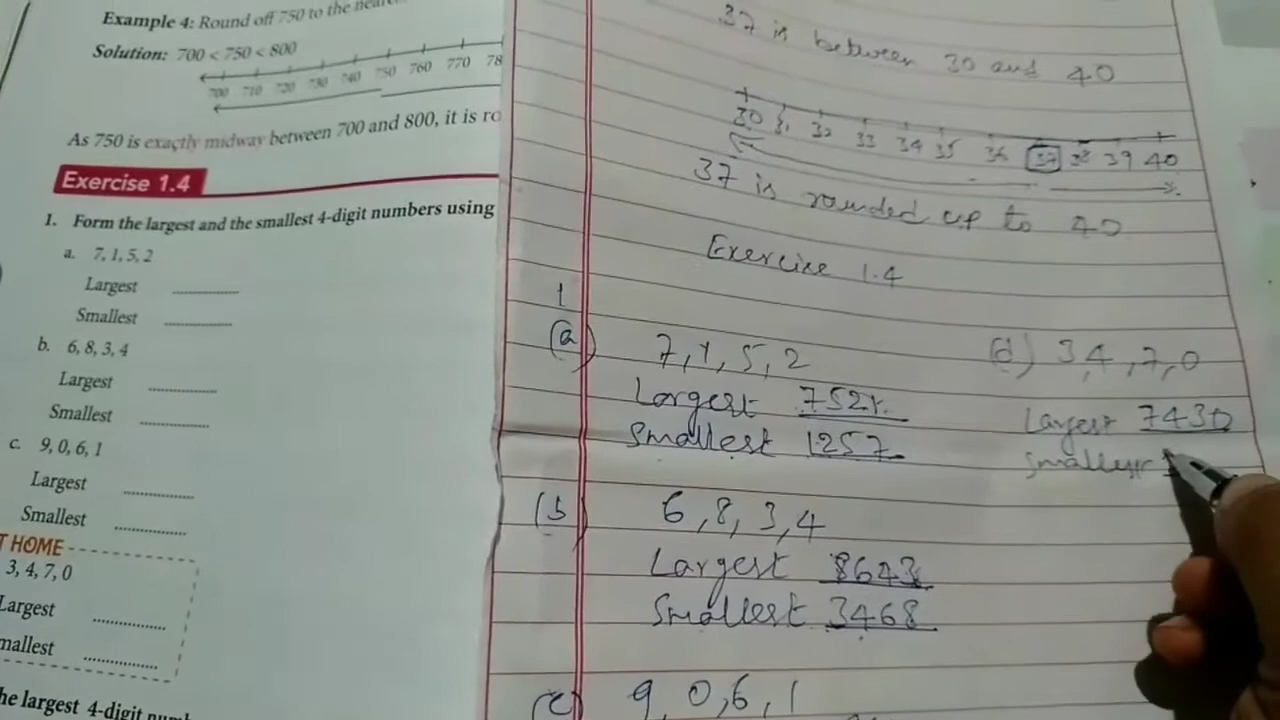 Example 4: Round off 750 to the
Solution: 700 < 750 < 800
700 710 720 730 740 750 760 770 78
As 750 is exactly midway between 700 and 800, it is ro
Exercise 1.4
1. Form the largest and the smallest 4-digit numbers using
a. 7, 1, 5, 2
Largest ..............
Smallest ..............
b. 6, 8, 3, 4
Largest ..............
Smallest ..............
c. 9, 0, 6, 1
Largest ..............
Smallest ..............
T HOME
3, 4, 7, 0
Largest ..............
mallest ..............
he largest 4-digit
37 is between 30 and 40
30 31 32 33 34 35 36 37 38 39 40
37 is rounded up to 40
Exercise 1.4
1
(a) 7, 1, 5, 2
Largest 7521
Smallest 1257
(b) 6, 8, 3, 4
Largest 8643
Smallest 3468
(c) 9, 0, 6, 1
(d) 3, 4, 7, 0
Largest 7430
Smallest